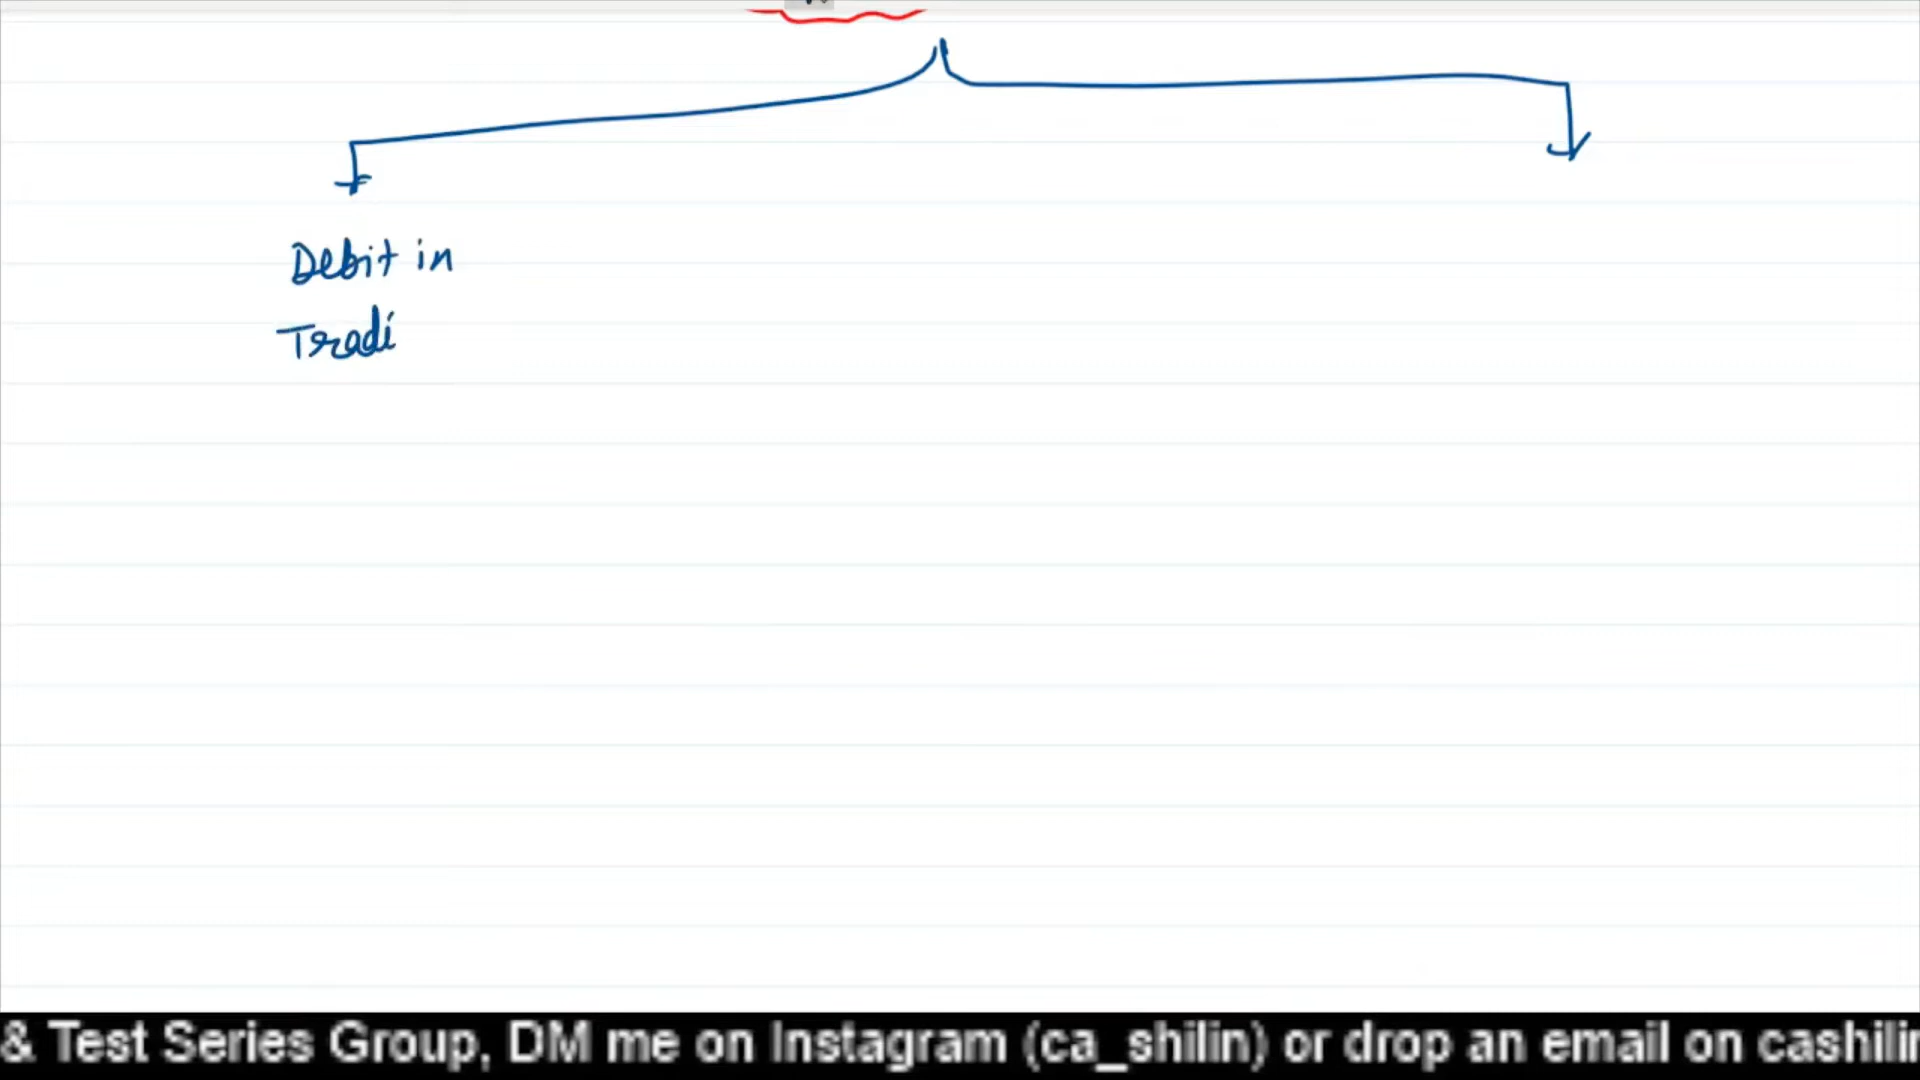 Debit in
Tradi
& Test Series Group, DM me on Instagram (ca_shilin) or drop an email on cashilin